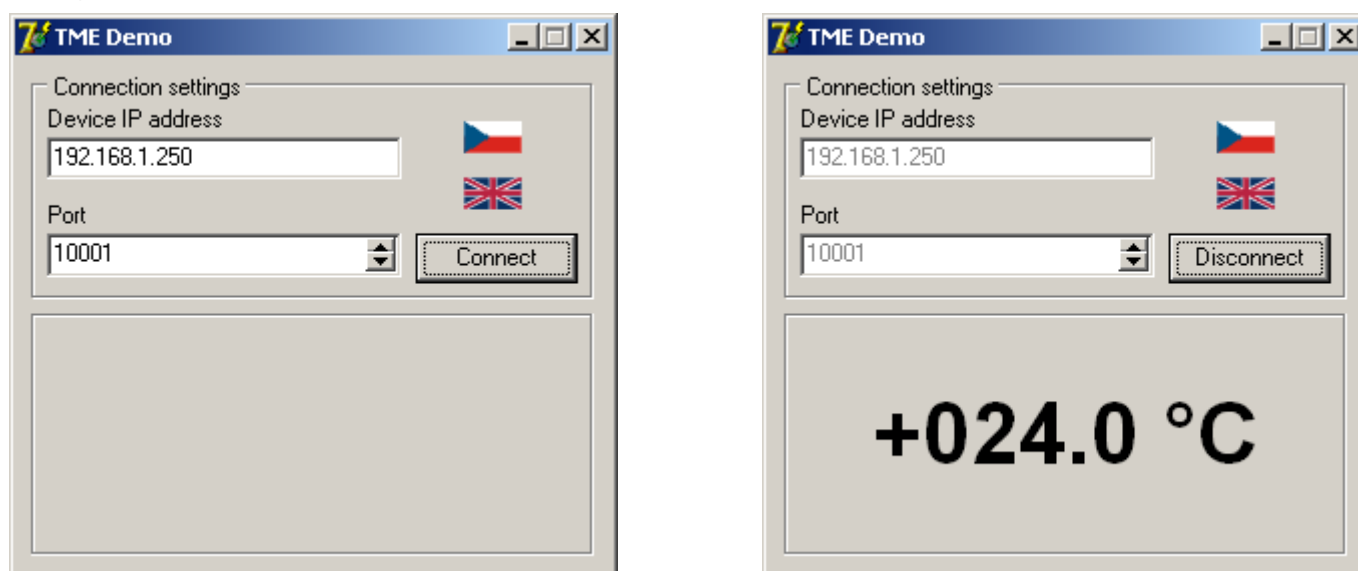 TME Demo
Connection settings
Device IP address
192.168.1.250
Port
10001
Connect
TME Demo
Connection settings
Device IP address
192.168.1.250
Port
10001
Disconnect
+024.0 °C